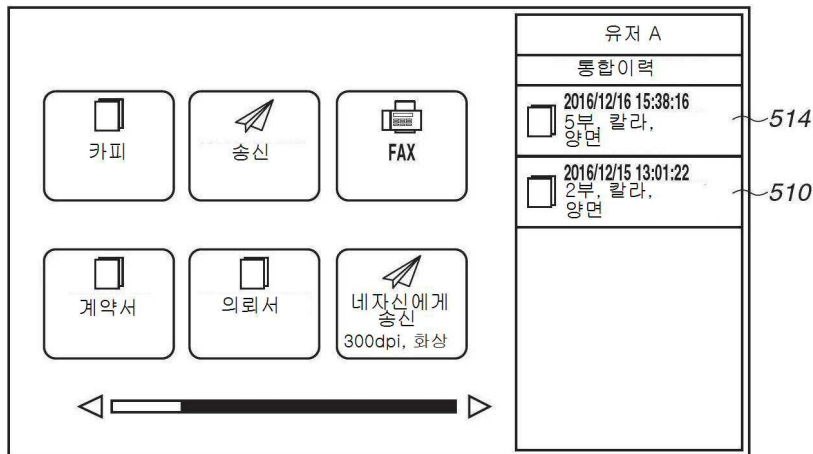 유저 A
통합이력
2016/12/16 15:38:16
5부, 칼라,
양면
514
2016/12/15 13:01:22
2부, 칼라,
양면
510
카피
송신
FAX
계약서
의뢰서
네자신에게
송신
300dpi, 화상